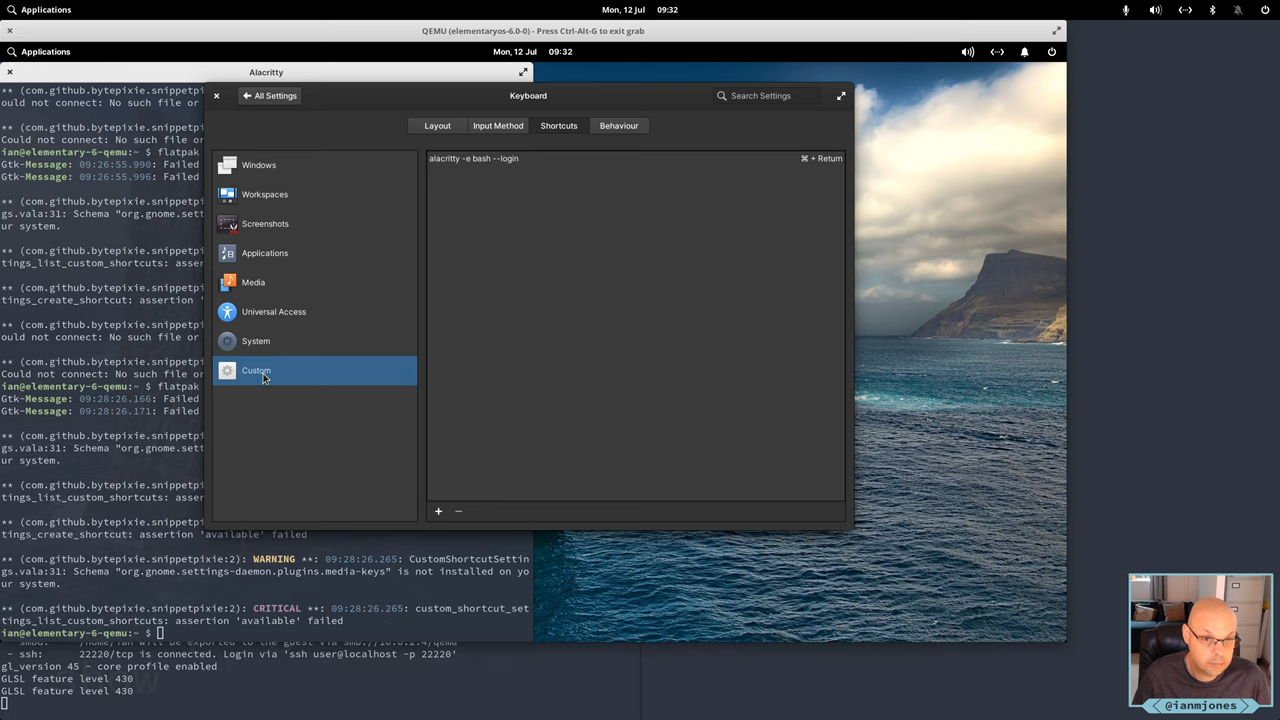 Applications
Mon, 12 Jul 09:32
QEMU (elementaryos-6.0-0) - Press Ctrl-Alt-G to exit grab
Applications
Mon, 12 Jul 09:32
Alacritty
** (com.github.bytepixie.snippetpi
ould not connect: No such file or
** (com.github.bytepixie.snippetpi
Could not connect: No such file or
ian@elementary-6-qemu:~ $ flatpak
Gtk-Message: 09:26:55.990: Failed
Gtk-Message: 09:26:55.996: Failed
** (com.github.bytepixie.snippetpi
gs.vala:31: Schema "org.gnome.sett
ur system.
** (com.github.bytepixie.snippetpi
tings_list_custom_shortcuts: asser
** (com.github.bytepixie.snippetpi
tings_create_shortcut: assertion '
** (com.github.bytepixie.snippetpi
ould not connect: No such file or
** (com.github.bytepixie.snippetpi
Could not connect: No such file or
ian@elementary-6-qemu:~ $ flatpak
Gtk-Message: 09:28:26.166: Failed
Gtk-Message: 09:28:26.171: Failed
** (com.github.bytepixie.snippetpi
gs.vala:31: Schema "org.gnome.sett
ur system.
** (com.github.bytepixie.snippetpi
tings_list_custom_shortcuts: asser
** (com.github.bytepixie.snippetpi
tings_create_shortcut: assertion 'available' failed
** (com.github.bytepixie.snippetpixie:2): WARNING **: 09:28:26.265: CustomShortcutSettin
gs.vala:31: Schema "org.gnome.settings-daemon.plugins.media-keys" is not installed on yo
ur system.
** (com.github.bytepixie.snippetpixie:2): CRITICAL **: 09:28:26.265: custom_shortcut_set
tings_list_custom_shortcuts: assertion 'available' failed
ian@elementary-6-qemu:~ $
- ssh: 22220/tcp is connected. Login via 'ssh user@localhost -p 22220'
gl_version 45 - core profile enabled
GLSL feature level 430
GLSL feature level 430
All Settings
Keyboard
Search Settings
Layout
Input Method
Shortcuts
Behaviour
Windows
Workspaces
Screenshots
Applications
Media
Universal Access
System
Custom
alacritty -e bash --login
⌘ + Return
+ −
@ianmjones